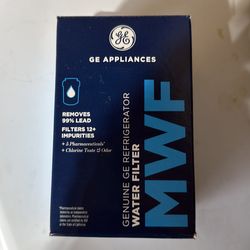 GE
GE APPLIANCES
REMOVES
99% LEAD
FILTERS 12+
IMPURITIES
+ 5 Pharmaceuticals*
+ Chlorine Taste & Odor
GENUINE GE REFRIGERATOR
WATER FILTER
MWF